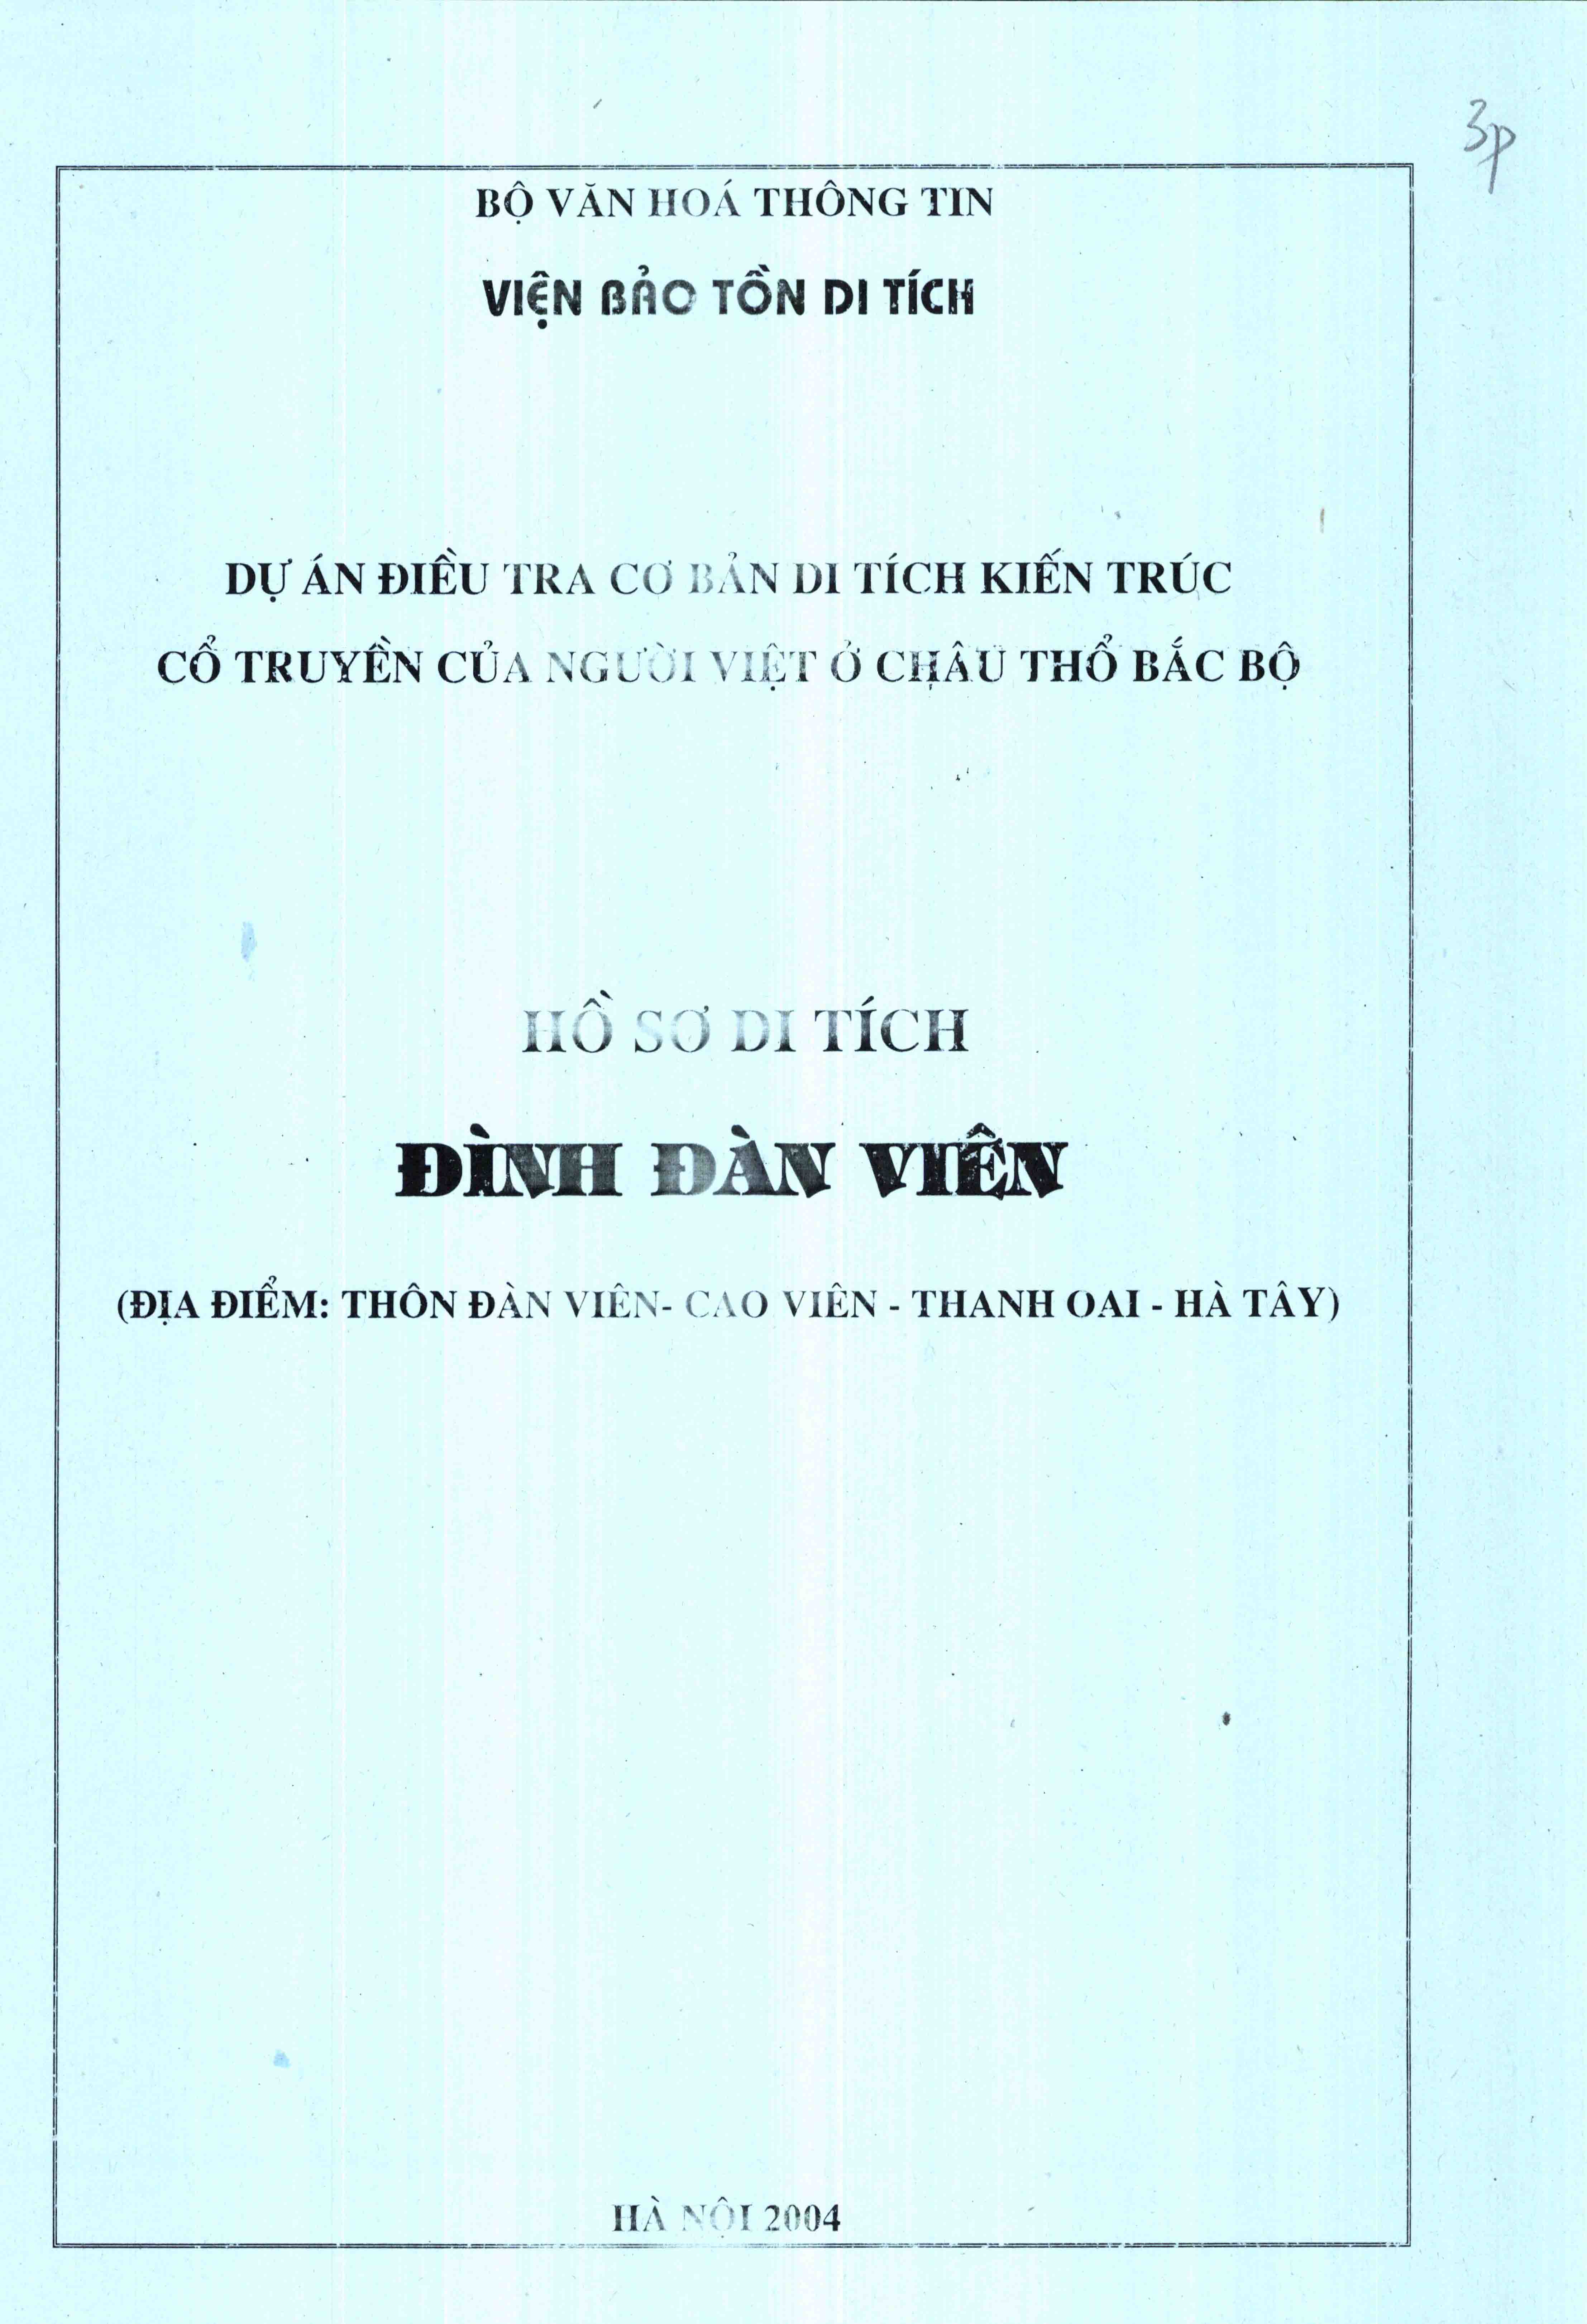 3p
BỘ VĂN HOÁ THÔNG TIN
VIỆN BẢO TỒN DI TÍCH
DỰ ÁN ĐIỀU TRA CƠ BẢN DI TÍCH KIẾN TRÚC
CỔ TRUYỀN CỦA NGƯỜI VIỆT Ở CHÂU THỔ BẮC BỘ
HỒ SƠ DI TÍCH
ĐÌNH ĐÀN VIÊN
(ĐỊA ĐIỂM: THÔN ĐÀN VIÊN- CAO VIÊN - THANH OAI - HÀ TÂY)
HÀ NỘI 2004